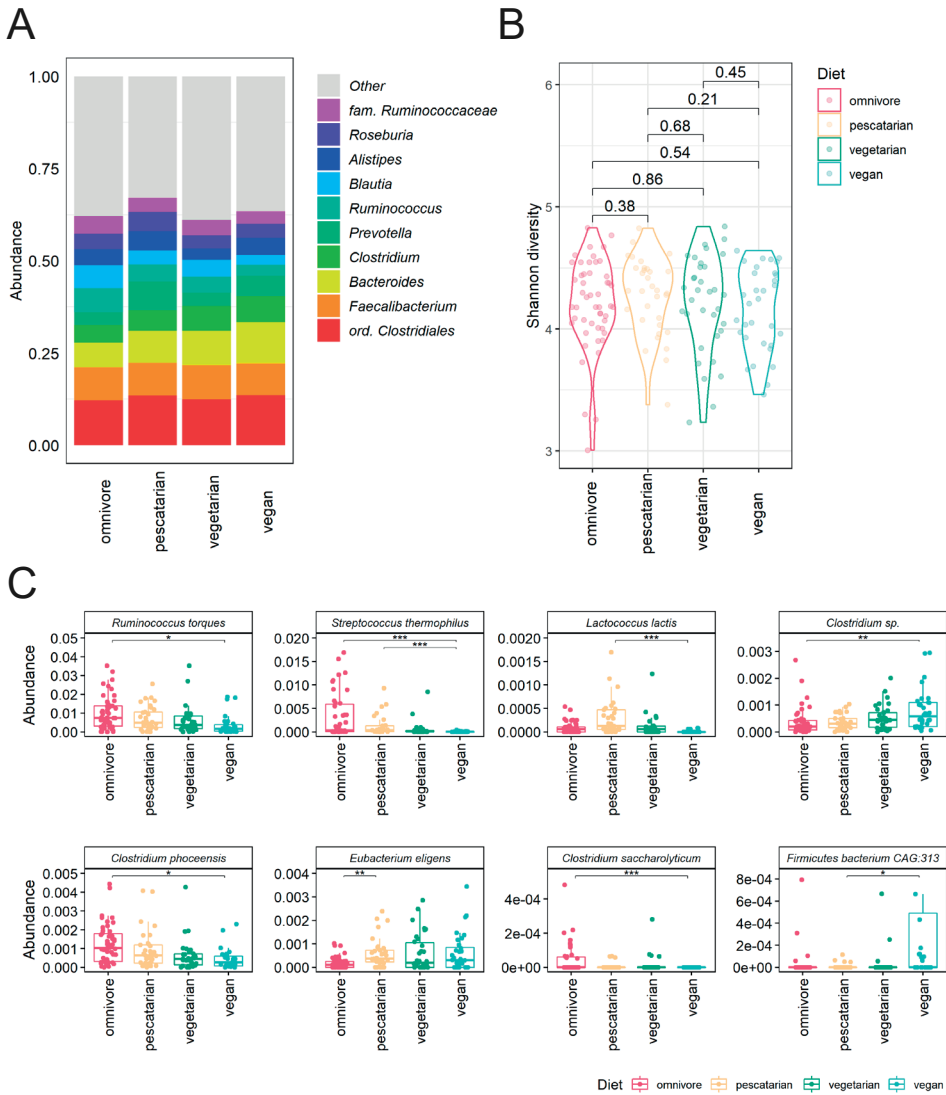 A
1.00
0.75
0.50
0.25
0.00
Abundance
omnivore
pescatarian
vegetarian
vegan
Other
fam. Ruminococcaceae
Roseburia
Alistipes
Blautia
Ruminococcus
Prevotella
Clostridium
Bacteroides
Faecalibacterium
ord. Clostridiales
B
6
5
4
3
Shannon diversity
0.45
0.21
0.68
0.54
0.86
0.38
omnivore
pescatarian
vegetarian
vegan
Diet
omnivore
pescatarian
vegetarian
vegan
C
Ruminococcus torques
*
0.05
0.04
0.03
0.02
0.01
0.00
Abundance
omnivore
pescatarian
vegetarian
vegan
Streptococcus thermophilus
***
***
0.020
0.015
0.010
0.005
0.000
omnivore
pescatarian
vegetarian
vegan
Lactococcus lactis
***
0.0020
0.0015
0.0010
0.0005
0.0000
omnivore
pescatarian
vegetarian
vegan
Clostridium sp.
**
0.003
0.002
0.001
0.000
omnivore
pescatarian
vegetarian
vegan
Clostridium phoceensis
*
0.005
0.004
0.003
0.002
0.001
0.000
Abundance
omnivore
pescatarian
vegetarian
vegan
Eubacterium eligens
**
0.004
0.003
0.002
0.001
0.000
omnivore
pescatarian
vegetarian
vegan
Clostridium saccharolyticum
***
4e-04
2e-04
0e+00
omnivore
pescatarian
vegetarian
vegan
Firmicutes bacterium CAG:313
*
8e-04
6e-04
4e-04
2e-04
0e+00
omnivore
pescatarian
vegetarian
vegan
Diet omnivore pescatarian vegetarian vegan